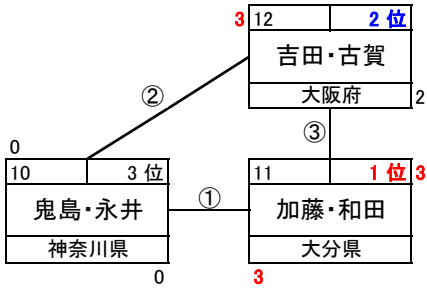 3 12 2 位
吉田・古賀
② 大阪府 2
③
0
10 3 位 11 1 位 3
鬼島・永井 ① 加藤・和田
神奈川県 大分県
0 3